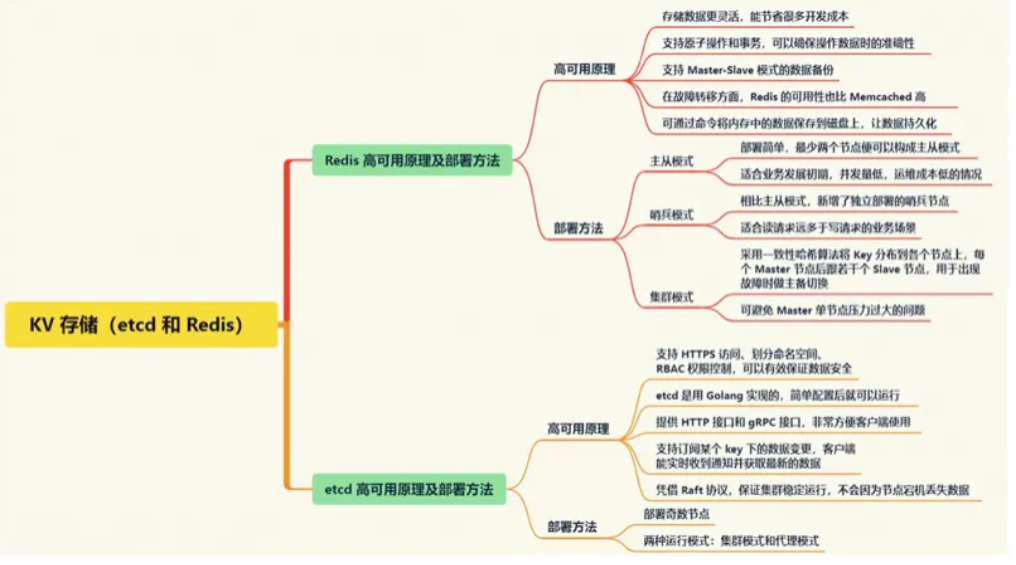 KV 存储（etcd 和 Redis）
Redis 高可用原理及部署方法
高可用原理
存储数据更灵活，能节省很多开发成本
支持原子操作和事务，可以确保操作数据时的准确性
支持 Master-Slave 模式的数据备份
在故障转移方面，Redis 的可用性也比 Memcached 高
可通过命令将内存中的数据保存到磁盘上，让数据持久化
部署方法
主从模式
部署简单，最少两个节点便可以构成主从模式
适合业务发展初期，并发量低，运维成本低的情况
哨兵模式
相比主从模式，新增了独立部署的哨兵节点
适合读请求远多于写请求的业务场景
集群模式
采用一致性哈希算法将 Key 分布到各个节点上，每
个 Master 节点后跟若干个 Slave 节点，用于出现
故障时做主备切换
可避免 Master 单节点压力过大的问题
etcd 高可用原理及部署方法
高可用原理
支持 HTTPS 访问、划分命名空间、
RBAC 权限控制，可以有效保证数据安全
etcd 是用 Golang 实现的，简单配置后就可以运行
提供 HTTP 接口和 gRPC 接口，非常方便客户端使用
支持订阅某个 key 下的数据变更，客户端
能实时收到通知并获取最新的数据
凭借 Raft 协议，保证集群稳定运行，不会因为节点宕机丢失数据
部署方法
部署奇数节点
两种运行模式：集群模式和代理模式